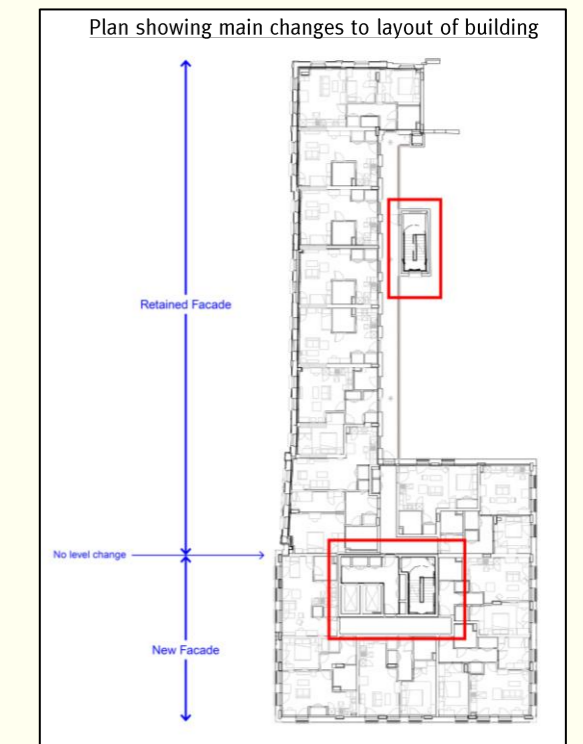 Plan showing main changes to layout of building
Retained Facade
No level change
New Facade